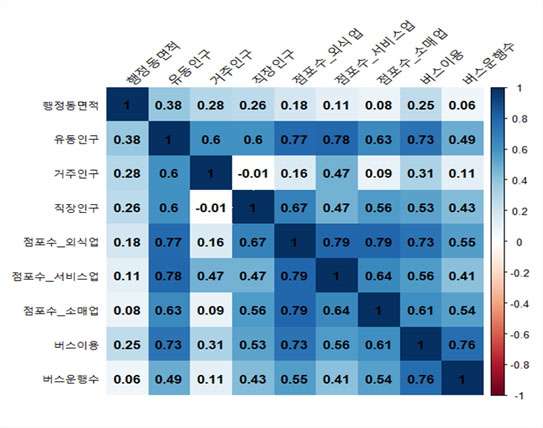 행정동면적 유동인구 거주인구 직장인구 점포수_외식업 점포수_서비스업 점포수_소매업 버스이용 버스운행수
행정동면적 1 0.38 0.28 0.26 0.18 0.11 0.08 0.25 0.06
유동인구 0.38 1 0.6 0.6 0.77 0.78 0.63 0.73 0.49
거주인구 0.28 0.6 1 -0.01 0.16 0.47 0.09 0.31 0.11
직장인구 0.26 0.6 -0.01 1 0.67 0.47 0.56 0.53 0.43
점포수_외식업 0.18 0.77 0.16 0.67 1 0.79 0.79 0.73 0.55
점포수_서비스업 0.11 0.78 0.47 0.47 0.79 1 0.64 0.56 0.41
점포수_소매업 0.08 0.63 0.09 0.56 0.79 0.64 1 0.61 0.54
버스이용 0.25 0.73 0.31 0.53 0.73 0.56 0.61 1 0.76
버스운행수 0.06 0.49 0.11 0.43 0.55 0.41 0.54 0.76 1
1
0.8
0.6
0.4
0.2
0
-0.2
-0.4
-0.6
-0.8
-1